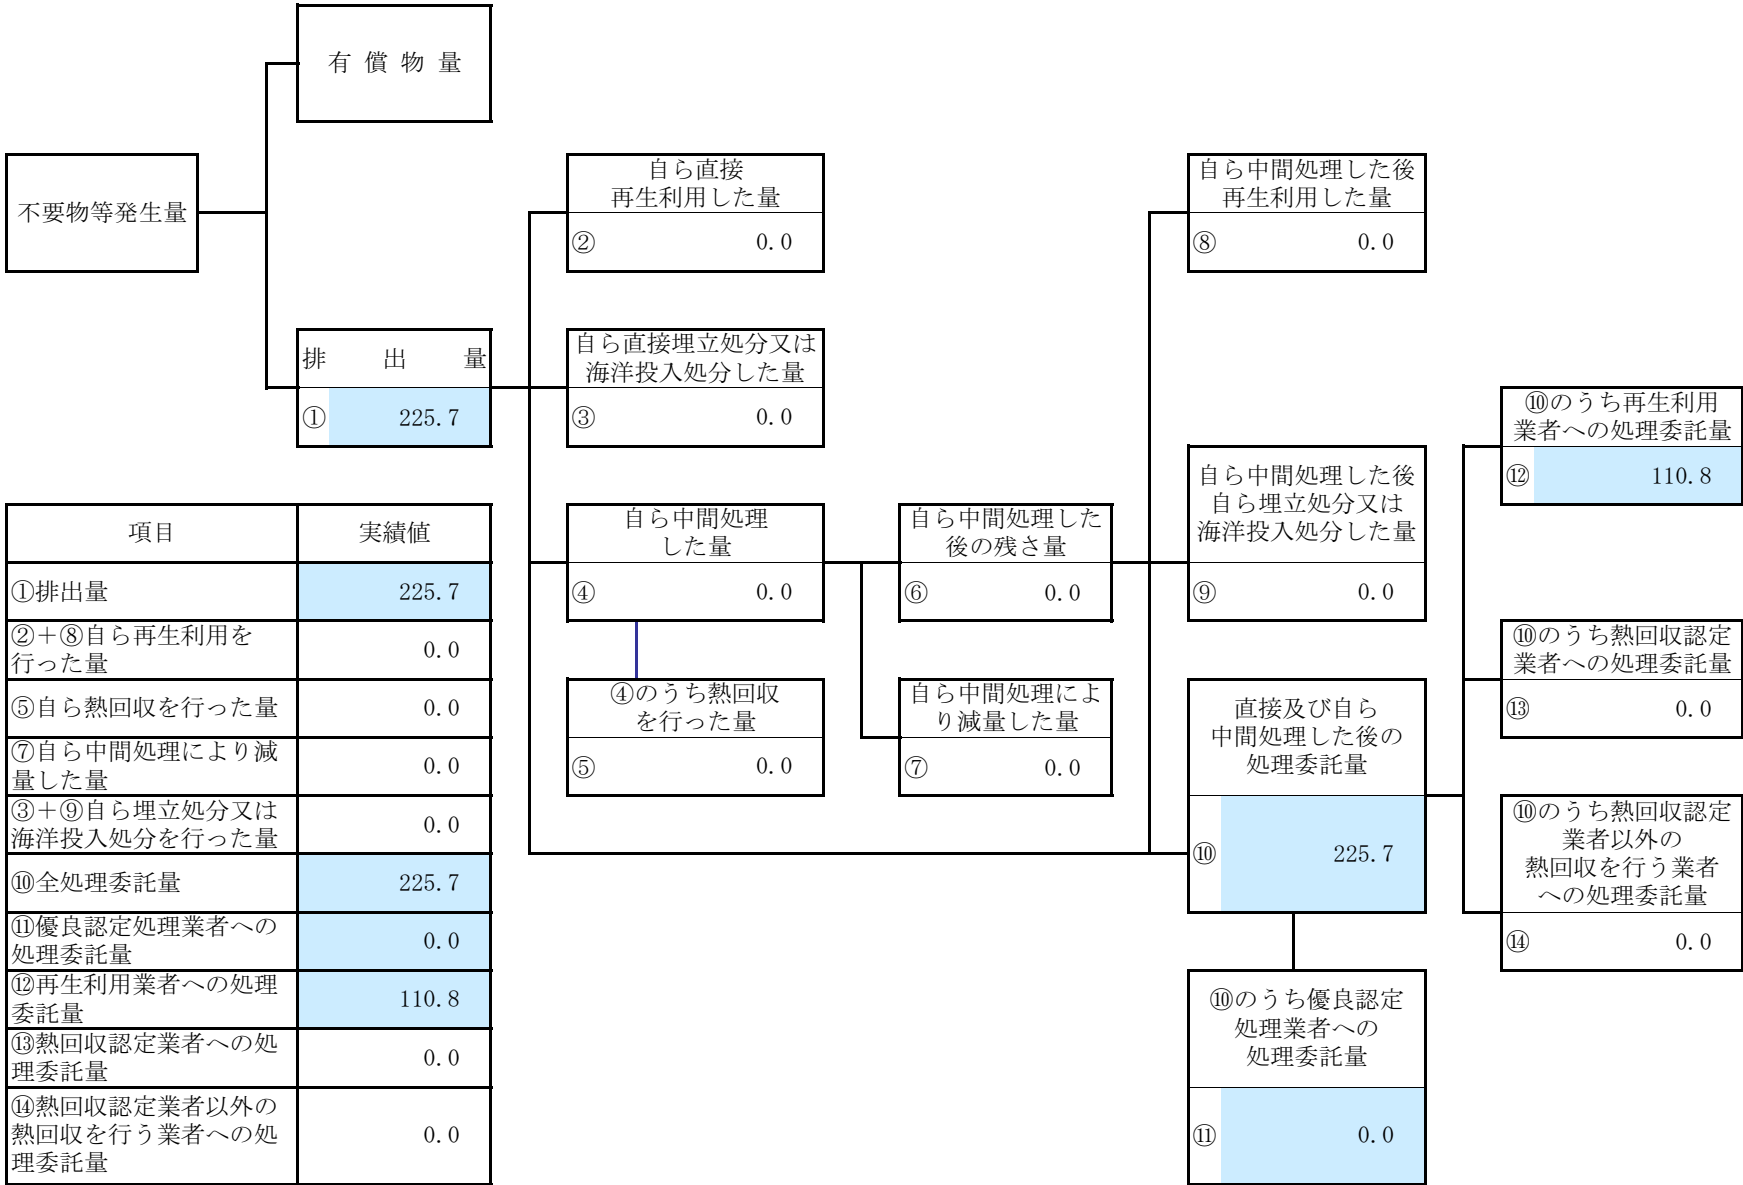 有償物量
不要物等発生量
自ら直接
再生利用した量
② 0.0
自ら中間処理した後
再生利用した量
⑧ 0.0
排出量
① 225.7
自ら直接埋立処分又は
海洋投入処分した量
③ 0.0
⑩のうち再生利用
業者への処理委託量
⑫ 110.8
自ら中間処理
した量
④ 0.0
自ら中間処理した
後の残さ量
⑥ 0.0
自ら中間処理した後
自ら埋立処分又は
海洋投入処分した量
⑨ 0.0
⑩のうち熱回収認定
業者への処理委託量
⑬ 0.0
④のうち熱回収
を行った量
⑤ 0.0
自ら中間処理によ
り減量した量
⑦ 0.0
直接及び自ら
中間処理した後の
処理委託量
⑩ 225.7
⑩のうち熱回収認定
業者以外の
熱回収を行う業者
への処理委託量
⑭ 0.0
⑩のうち優良認定
処理業者への
処理委託量
⑪ 0.0
項目 実績値
①排出量 225.7
②＋⑧自ら再生利用を
行った量 0.0
⑤自ら熱回収を行った量 0.0
⑦自ら中間処理により減
量した量 0.0
③＋⑨自ら埋立処分又は
海洋投入処分を行った量 0.0
⑩全処理委託量 225.7
⑪優良認定処理業者への
処理委託量 0.0
⑫再生利用業者への処理
委託量 110.8
⑬熱回収認定業者への処
理委託量 0.0
⑭熱回収認定業者以外の
熱回収を行う業者への処
理委託量 0.0